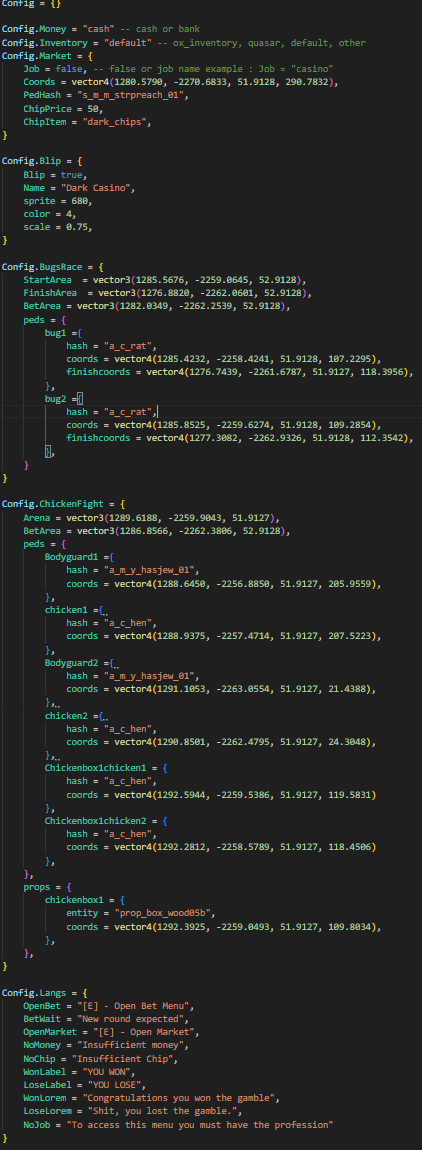 Config = {}
Config.Money = "cash" -- cash or bank
Config.Inventory = "default" -- ox_inventory, quasar, default, other
Config.Market = {
Job = false, -- false or job name example : Job = "casino"
Coords = vector4(1280.5790, -2270.6833, 51.9128, 290.7832),
PedHash = "s_m_m_strpreach_01",
ChipPrice = 50,
ChipItem = "dark_chips",
}
Config.Blip = {
Blip = true,
Name = "Dark Casino",
sprite = 680,
color = 4,
scale = 0.75,
}
Config.BugsRace = {
StartArea  = vector3(1285.5676, -2259.0645, 52.9128),
FinishArea  = vector3(1276.8820, -2262.0601, 52.9128),
BetArea = vector3(1282.0349, -2262.2539, 52.9128),
peds = {
bug1 ={
hash = "a_c_rat",
coords = vector4(1285.4232, -2258.4241, 51.9128, 107.2295),
finishcoords = vector4(1276.7439, -2261.6787, 51.9127, 118.3956),
},
bug2 ={
hash = "a_c_rat",
coords = vector4(1285.8525, -2259.6274, 51.9128, 109.2854),
finishcoords = vector4(1277.3082, -2262.9326, 51.9128, 112.3542),
},
}
}
Config.ChickenFight = {
Arena = vector3(1289.6188, -2259.9043, 51.9127),
BetArea = vector3(1286.8566, -2262.3806, 52.9128),
peds = {
Bodyguard1 ={
hash = "a_m_y_hasjew_01",
coords = vector4(1288.6450, -2256.8850, 51.9127, 205.9559),
},
chicken1 ={
hash = "a_c_hen",
coords = vector4(1288.9375, -2257.4714, 51.9127, 207.5223),
},
Bodyguard2 ={
hash = "a_m_y_hasjew_01",
coords = vector4(1291.1053, -2263.0554, 51.9127, 21.4388),
},
chicken2 ={
hash = "a_c_hen",
coords = vector4(1290.8501, -2262.4795, 51.9127, 24.3048),
},
Chickenbox1chicken1 = {
hash = "a_c_hen",
coords = vector4(1292.5944, -2259.5386, 51.9127, 119.5831)
},
Chickenbox1chicken2 = {
hash = "a_c_hen",
coords = vector4(1292.2812, -2258.5789, 51.9127, 118.4506)
},
},
props = {
chickenbox1 = {
entity = "prop_box_wood05b",
coords = vector4(1292.3925, -2259.0493, 51.9127, 109.8034),
},
},
}
Config.Langs = {
OpenBet = "[E] - Open Bet Menu",
BetWait = "New round expected",
OpenMarket = "[E] - Open Market",
NoMoney = "Insufficient money",
NoChip = "Insufficient Chip",
WonLabel = "YOU WON",
LoseLabel = "YOU LOSE",
WonLorem = "Congratulations you won the gamble",
LoseLorem = "Shit, you lost the gamble.",
NoJob = "To access this menu you must have the profession"
}